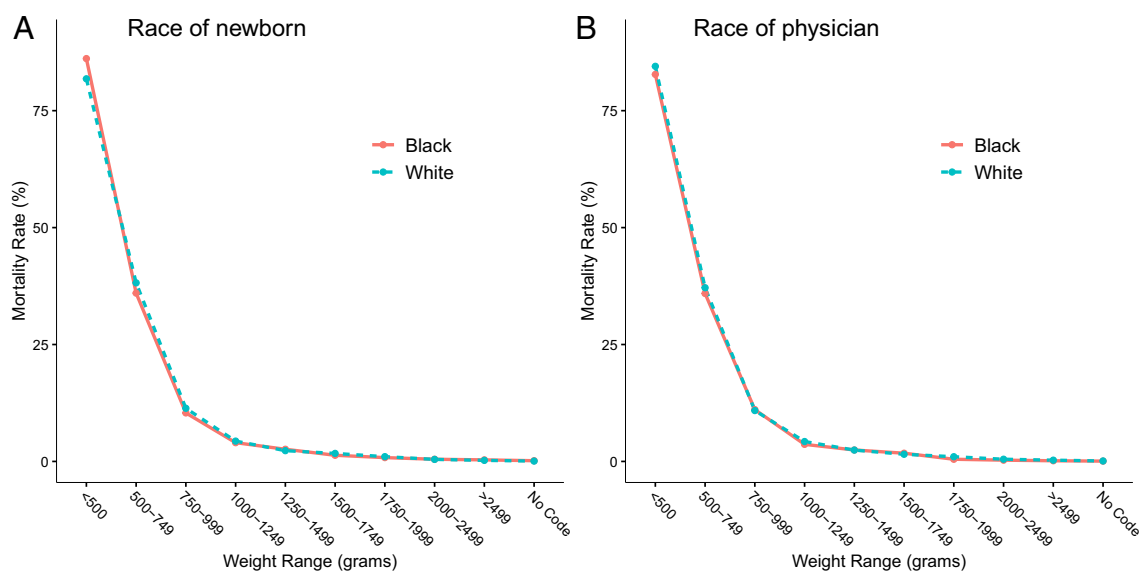 A
Race of newborn
Mortality Rate (%)
75
50
25
0
Black
White
<500
500−749
750−999
1000−1249
1250−1499
1500−1749
1750−1999
2000−2499
>2499
No Code
Weight Range (grams)
B
Race of physician
Mortality Rate (%)
75
50
25
0
Black
White
<500
500−749
750−999
1000−1249
1250−1499
1500−1749
1750−1999
2000−2499
>2499
No Code
Weight Range (grams)